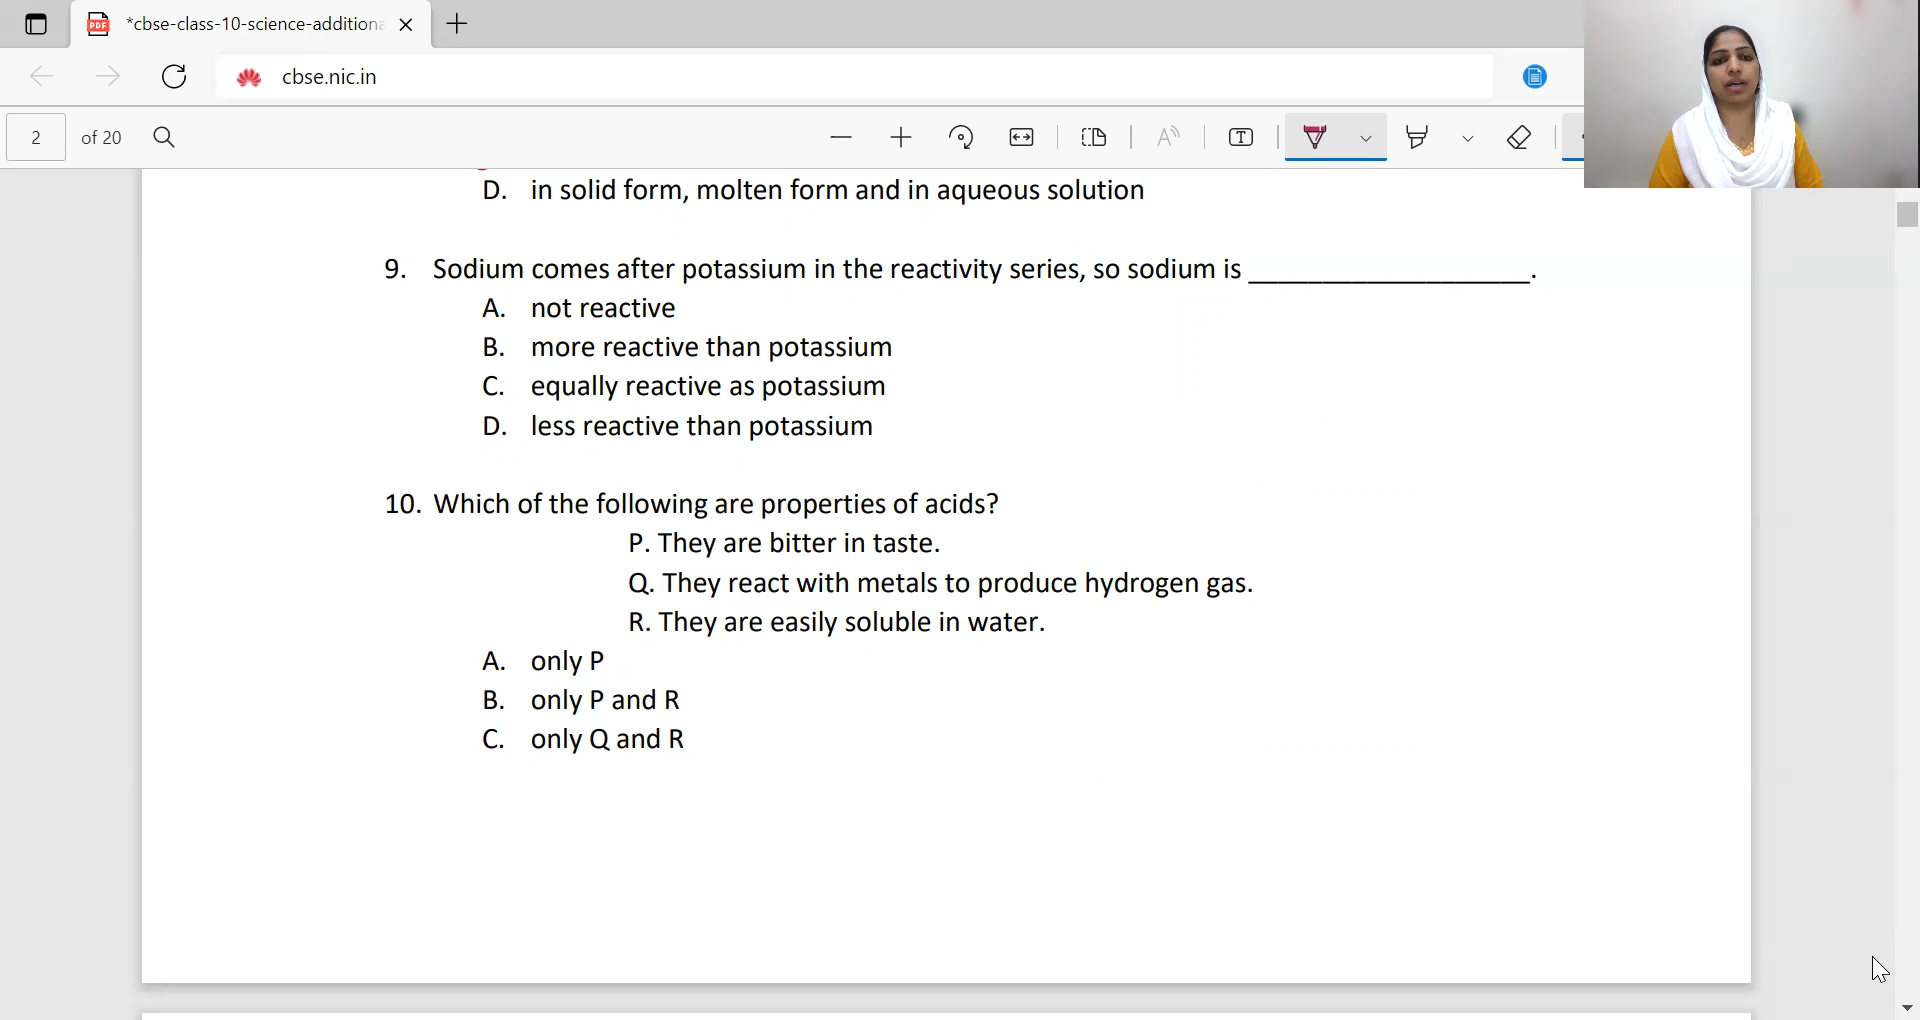 *cbse-class-10-science-additiona
cbse.nic.in
2 of 20
D. in solid form, molten form and in aqueous solution
9. Sodium comes after potassium in the reactivity series, so sodium is ____________________.
A. not reactive
B. more reactive than potassium
C. equally reactive as potassium
D. less reactive than potassium
10. Which of the following are properties of acids?
P. They are bitter in taste.
Q. They react with metals to produce hydrogen gas.
R. They are easily soluble in water.
A. only P
B. only P and R
C. only Q and R